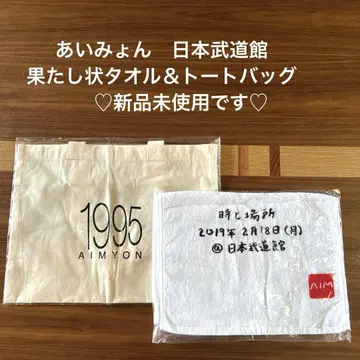 あいみょん 日本武道館
果たし状タオル＆トートバッグ
♡新品未使用です♡
1995
AIMYON
時と場所
2019年2月18日(月)
@日本武道館
AIM